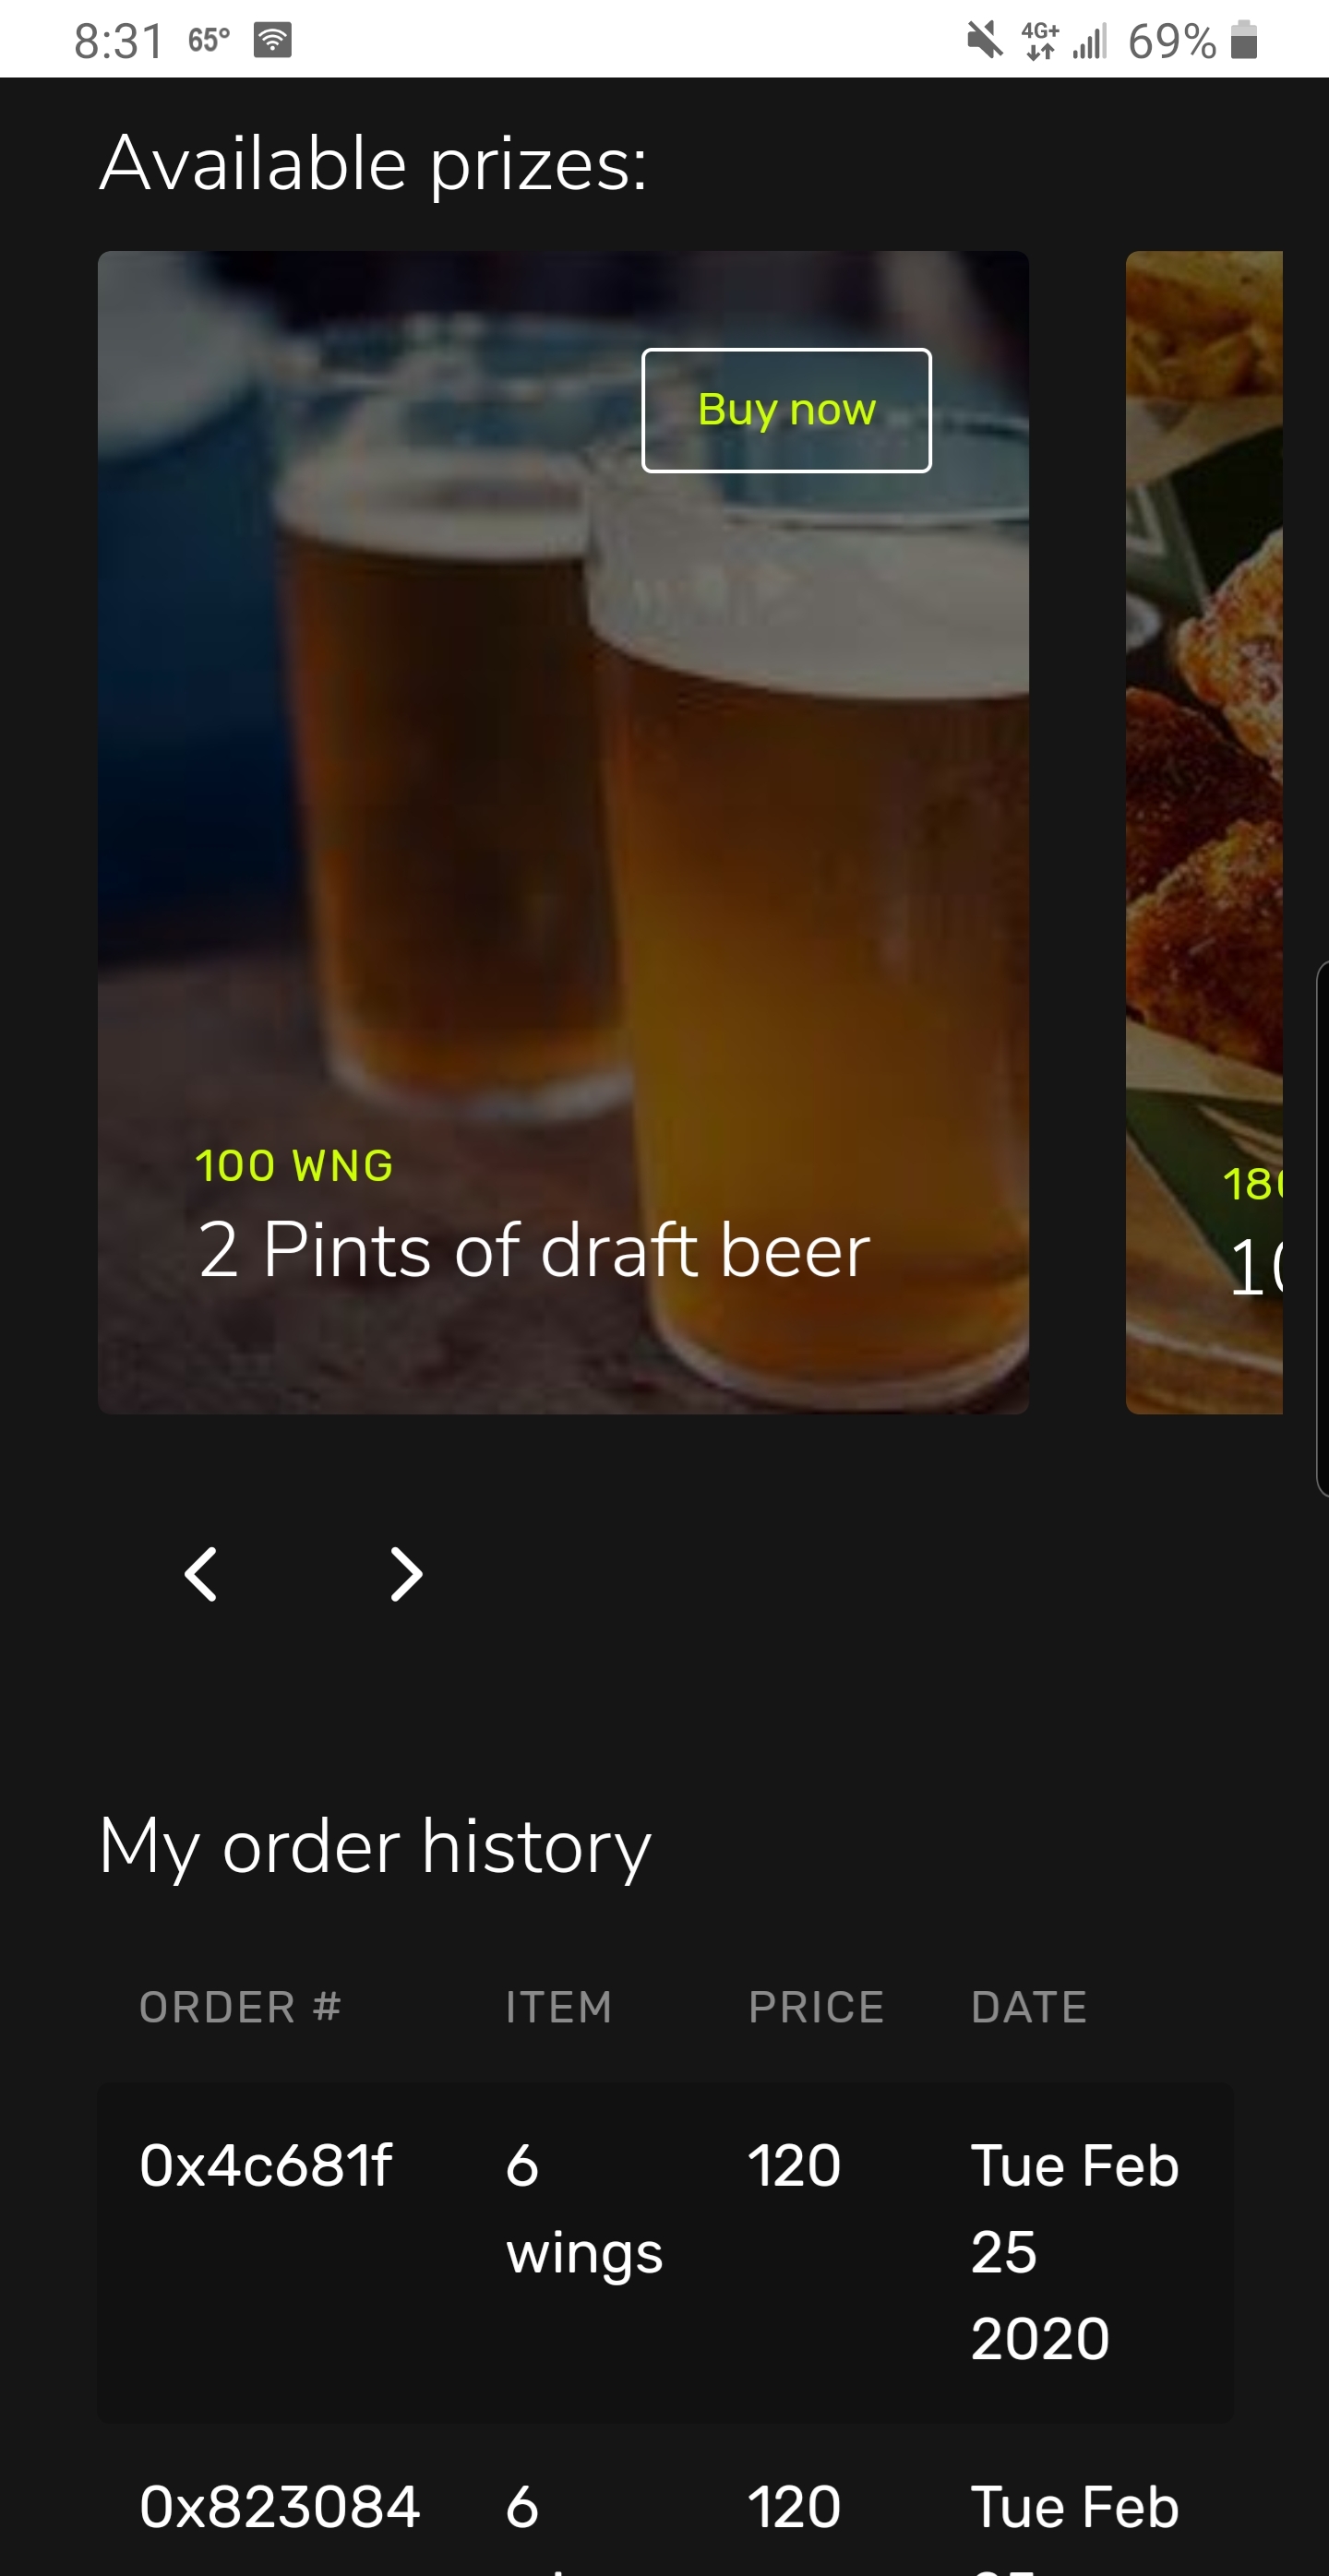 8:31 65° 4G+ 69%
Available prizes:
Buy now
100 WNG
2 Pints of draft beer
My order history
ORDER # ITEM PRICE DATE
0x4c681f 6 120 Tue Feb
wings 25
2020
0x823084 6 120 Tue Feb